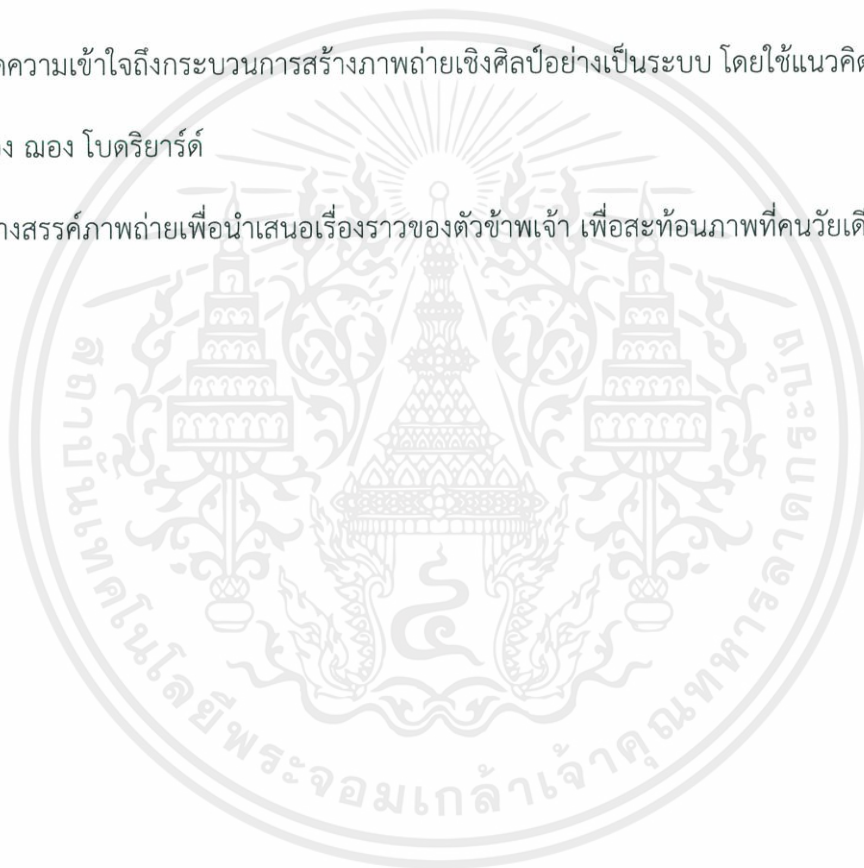 ความเข้าใจถึงกระบวนการสร้างภาพถ่ายเชิงศิลป์อย่างเป็นระบบ โดยใช้แนวคิด
ฌอง โบดริยาร์ด์
างสรรค์ภาพถ่ายเพื่อนำเสนอเรื่องราวของตัวข้าพเจ้า เพื่อสะท้อนภาพที่คนวัยเดี
สถาบันเทคโนโลยีพระจอมเกล้าเจ้าคุณทหารลาดกระบัง